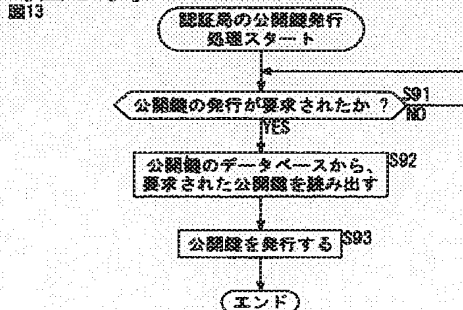 図13
認証局の公開鍵発行
処理スタート
公開鍵の発行が要求されたか ?
S91
NO
YES
公開鍵のデータベースから、
要求された公開鍵を読み出す
S92
公開鍵を発行する
S93
エンド